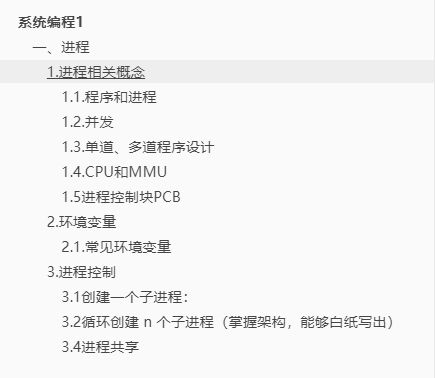 系统编程1
一、进程
1.进程相关概念
1.1.程序和进程
1.2.并发
1.3.单道、多道程序设计
1.4.CPU和MMU
1.5进程控制块PCB
2.环境变量
2.1.常见环境变量
3.进程控制
3.1创建一个子进程：
3.2循环创建 n 个子进程（掌握架构，能够白纸写出）
3.4进程共享